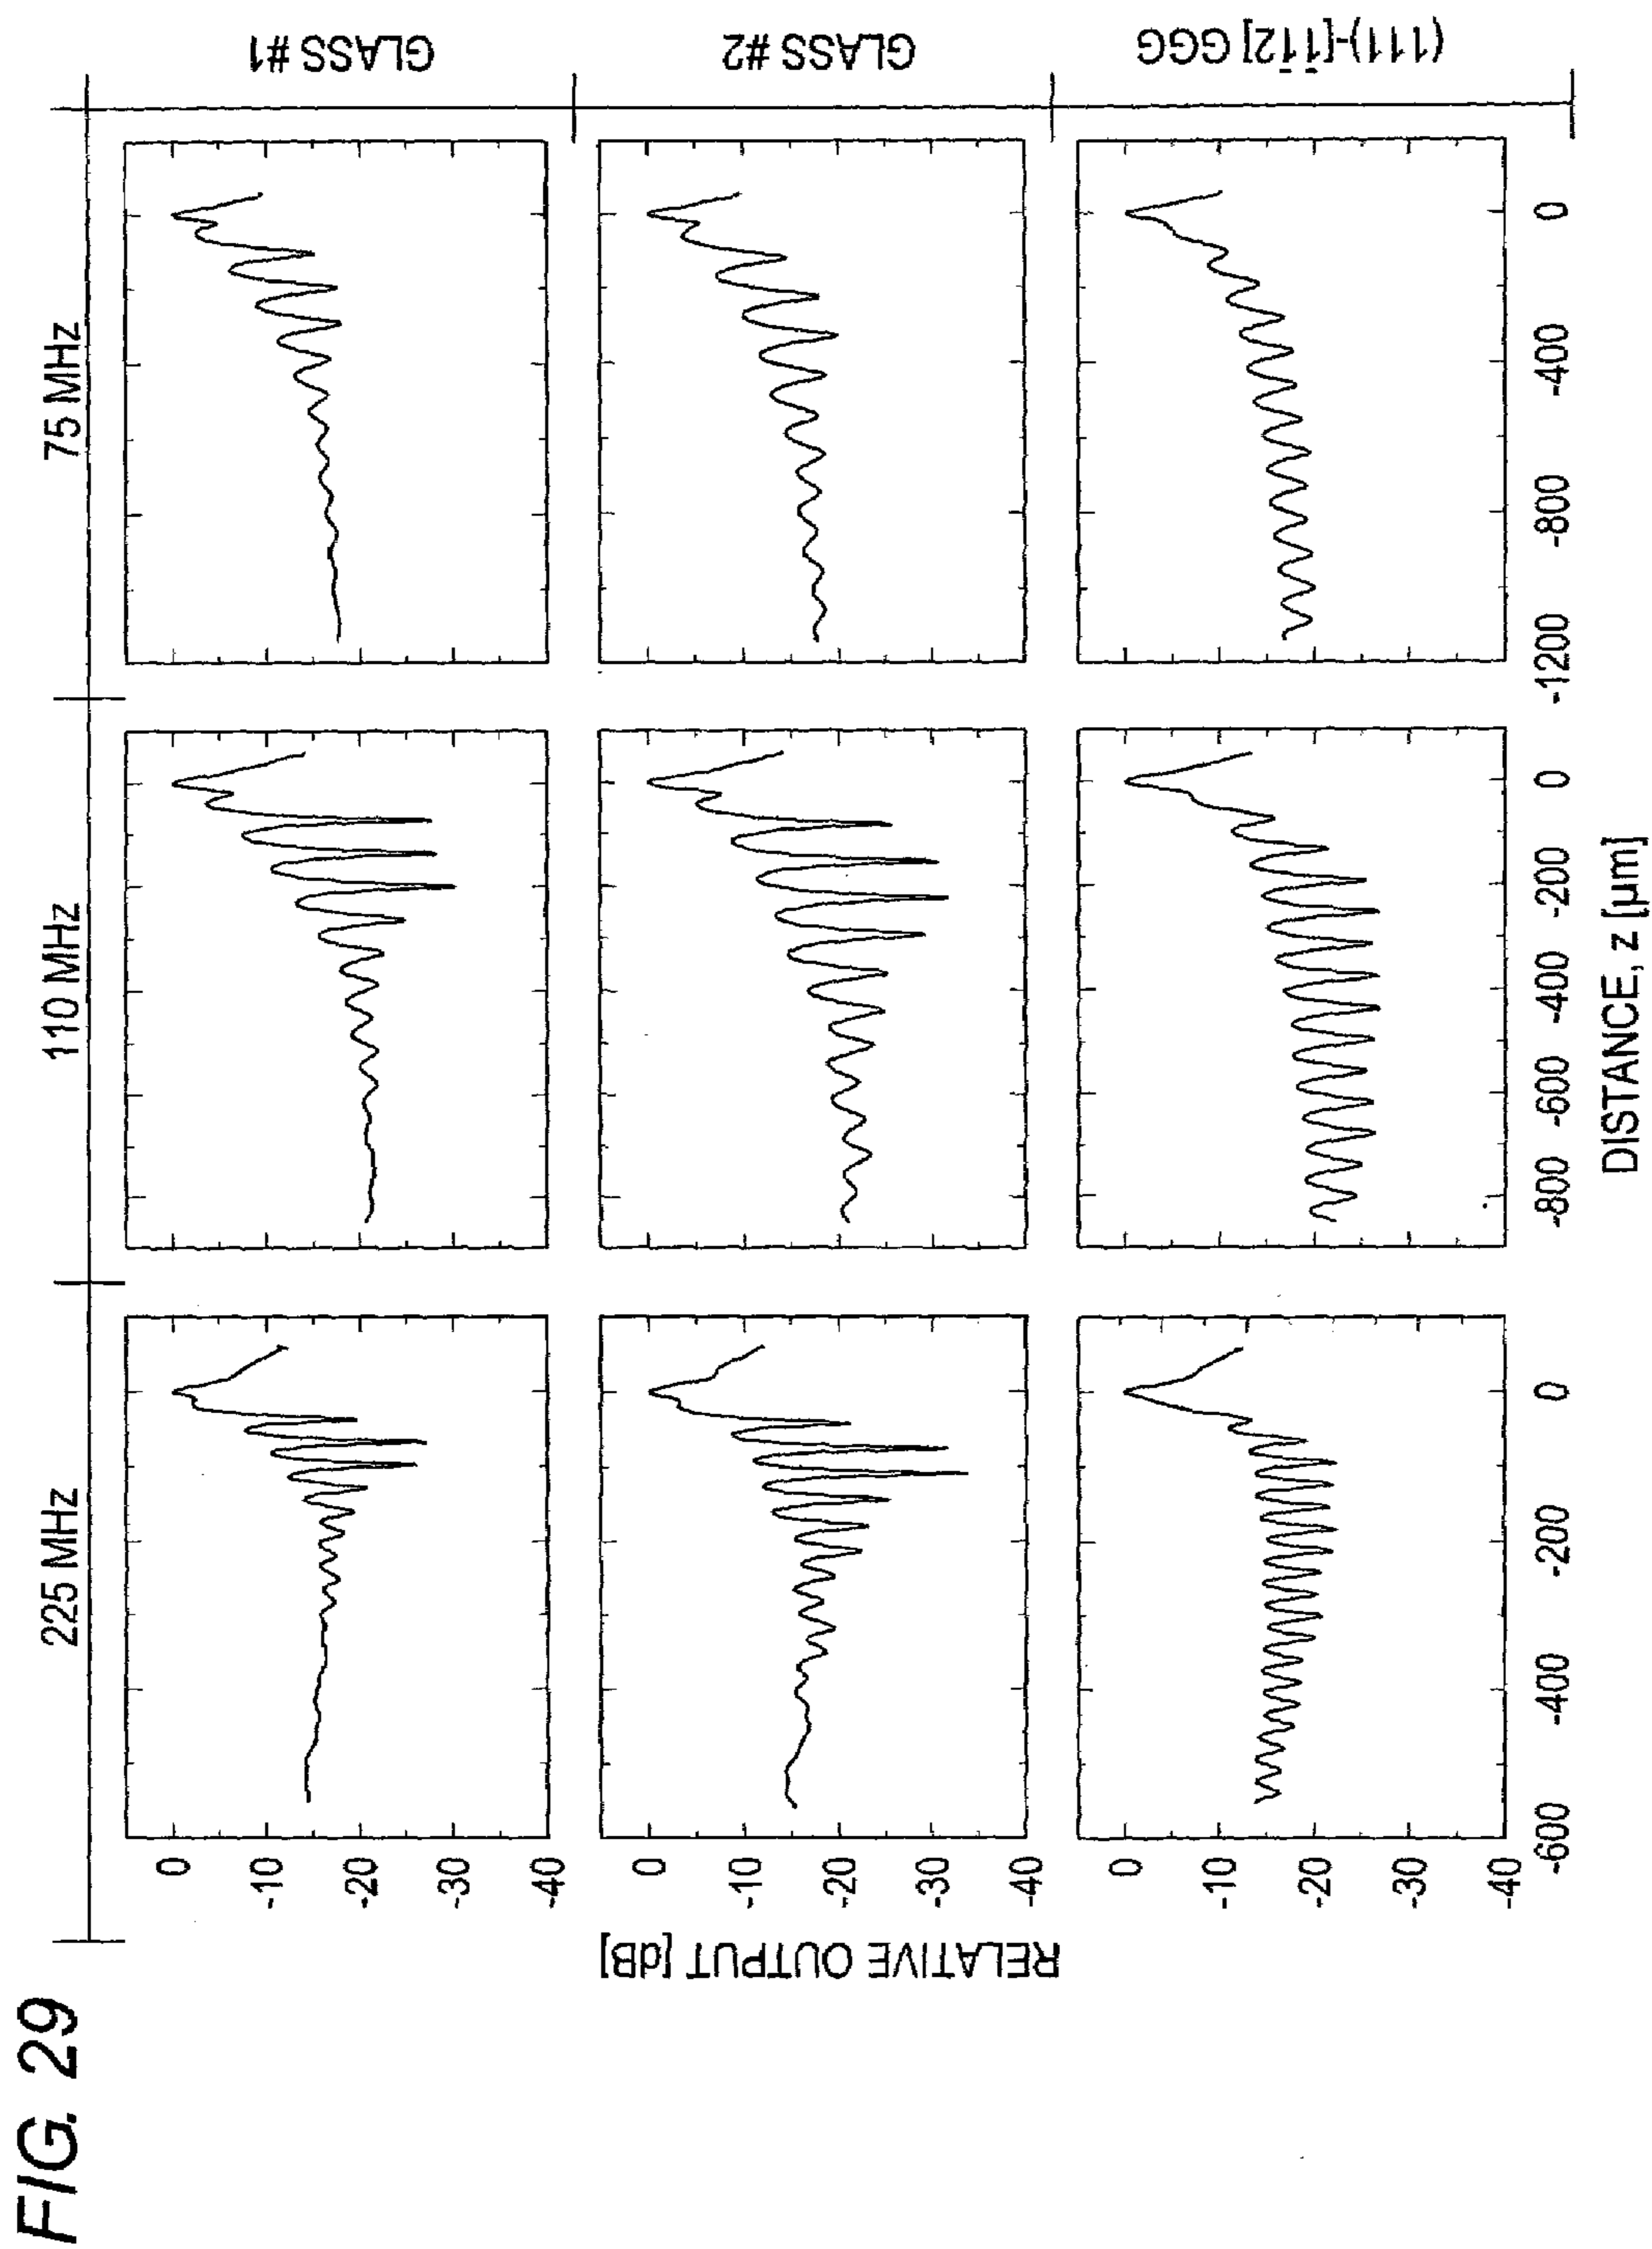 FIG. 29
225 MHz
110 MHz
75 MHz
GLASS #1
GLASS #2
(111)-[1̄1̄2] GGG
RELATIVE OUTPUT [dB]
0
-10
-20
-30
-40
0
-10
-20
-30
-40
0
-10
-20
-30
-40
-600 -400 -200 0
-800 -600 -400 -200 0
-1200 -800 -400 0
DISTANCE, z [µm]